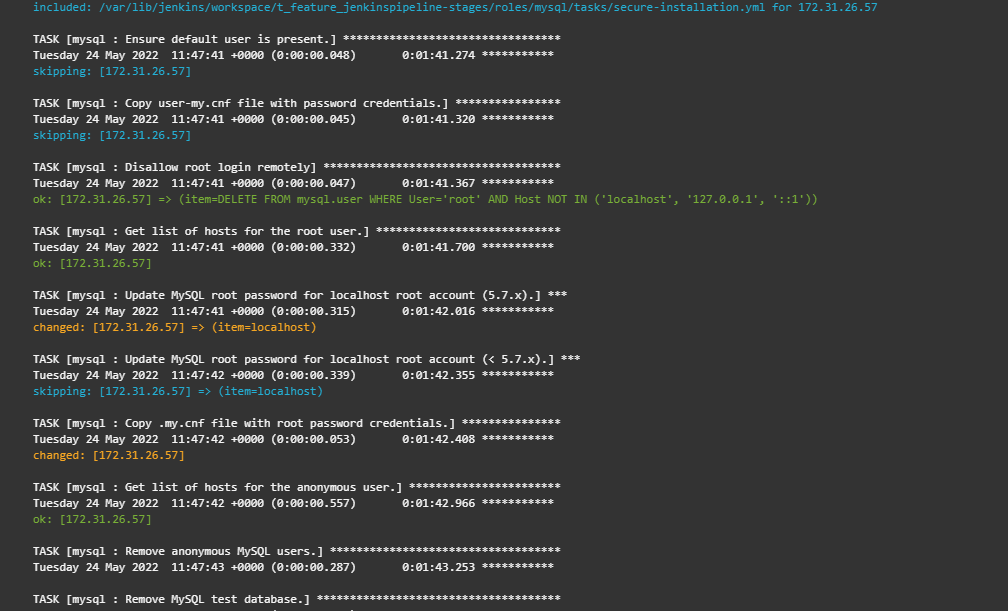 included: /var/lib/jenkins/workspace/t_feature_jenkinspipeline-stages/roles/mysql/tasks/secure-installation.yml for 172.31.26.57
TASK [mysql : Ensure default user is present.] *********************************
Tuesday 24 May 2022  11:47:41 +0000 (0:00:00.048)       0:01:41.274 ***********
skipping: [172.31.26.57]
TASK [mysql : Copy user-my.cnf file with password credentials.] ****************
Tuesday 24 May 2022  11:47:41 +0000 (0:00:00.045)       0:01:41.320 ***********
skipping: [172.31.26.57]
TASK [mysql : Disallow root login remotely] ************************************
Tuesday 24 May 2022  11:47:41 +0000 (0:00:00.047)       0:01:41.367 ***********
ok: [172.31.26.57] => (item=DELETE FROM mysql.user WHERE User='root' AND Host NOT IN ('localhost', '127.0.0.1', '::1'))
TASK [mysql : Get list of hosts for the root user.] ****************************
Tuesday 24 May 2022  11:47:41 +0000 (0:00:00.332)       0:01:41.700 ***********
ok: [172.31.26.57]
TASK [mysql : Update MySQL root password for localhost root account (5.7.x).] ***
Tuesday 24 May 2022  11:47:41 +0000 (0:00:00.315)       0:01:42.016 ***********
changed: [172.31.26.57] => (item=localhost)
TASK [mysql : Update MySQL root password for localhost root account (< 5.7.x).] ***
Tuesday 24 May 2022  11:47:42 +0000 (0:00:00.339)       0:01:42.355 ***********
skipping: [172.31.26.57] => (item=localhost)
TASK [mysql : Copy .my.cnf file with root password credentials.] ***************
Tuesday 24 May 2022  11:47:42 +0000 (0:00:00.053)       0:01:42.408 ***********
changed: [172.31.26.57]
TASK [mysql : Get list of hosts for the anonymous user.] ***********************
Tuesday 24 May 2022  11:47:42 +0000 (0:00:00.557)       0:01:42.966 ***********
ok: [172.31.26.57]
TASK [mysql : Remove anonymous MySQL users.] ***********************************
Tuesday 24 May 2022  11:47:43 +0000 (0:00:00.287)       0:01:43.253 ***********
TASK [mysql : Remove MySQL test database.] *************************************